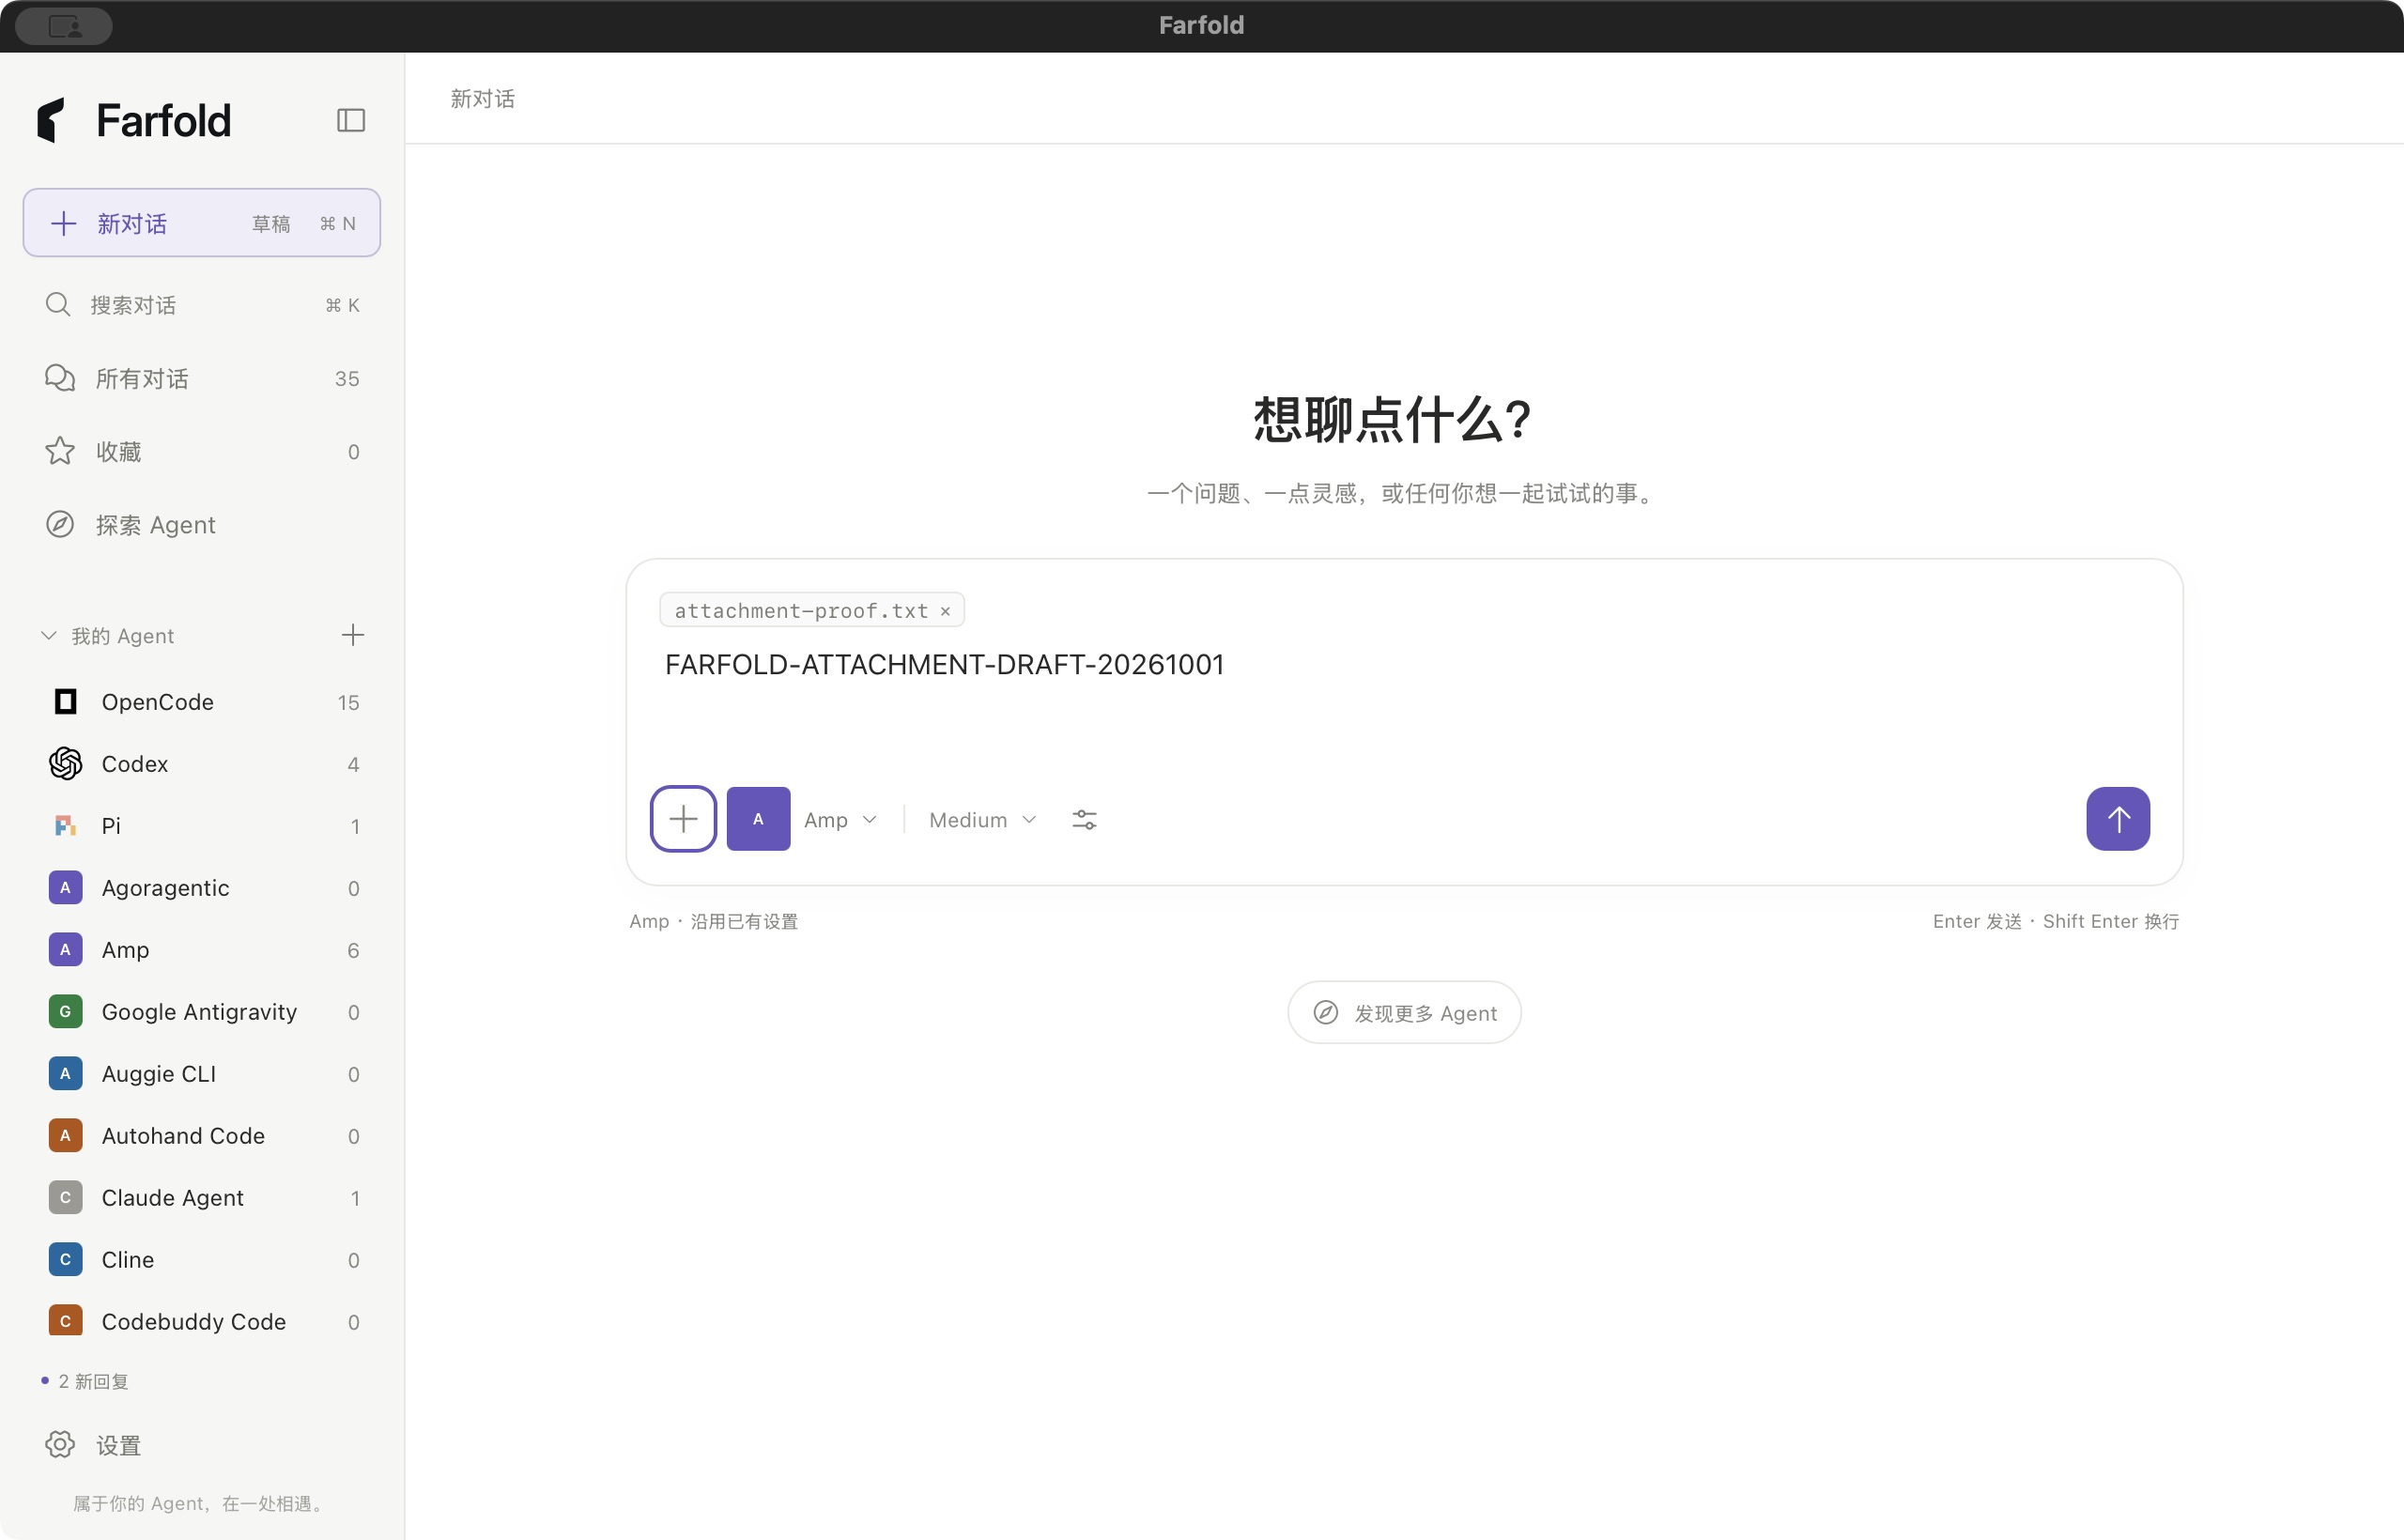 Farfold
Farfold
新对话 草稿 ⌘ N
搜索对话 ⌘ K
所有对话 35
收藏 0
探索 Agent
我的 Agent
OpenCode 15
Codex 4
Pi 1
A Agoragentic 0
A Amp 6
G Google Antigravity 0
A Auggie CLI 0
A Autohand Code 0
C Claude Agent 1
C Cline 0
C Codebuddy Code 0
2 新回复
设置
属于你的 Agent，在一处相遇。
新对话
想聊点什么？
一个问题、一点灵感，或任何你想一起试试的事。
attachment-proof.txt ×
FARFOLD-ATTACHMENT-DRAFT-20261001
A Amp Medium
Amp · 沿用已有设置 Enter 发送 · Shift Enter 换行
发现更多 Agent